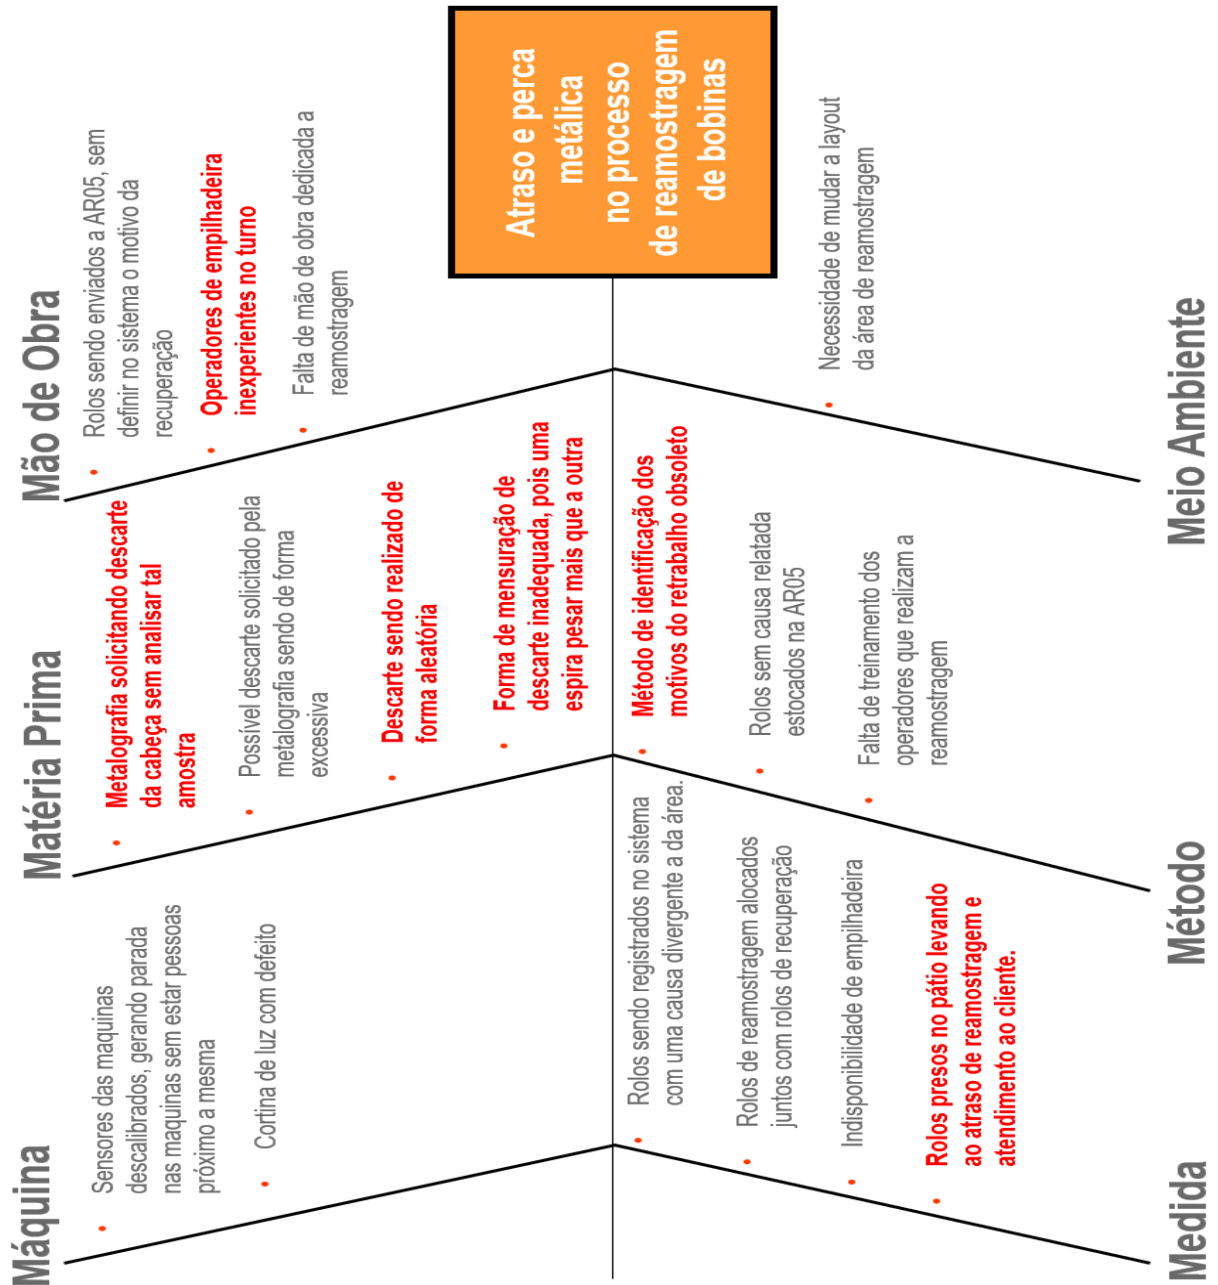 Máquina
Sensores das maquinas
descalibrados, gerando parada
nas maquinas sem estar pessoas
próximo a mesma
Cortina de luz com defeito
Matéria Prima
Metalografia solicitando descarte
da cabeça sem analisar tal
amostra
Possível descarte solicitado pela
metalografia sendo de forma
excessiva
Descarte sendo realizado de
forma aleatória
Forma de mensuração de
descarte inadequada, pois uma
espira pesar mais que a outra
Mão de Obra
Rolos sendo enviados a AR05, sem
definir no sistema o motivo da
recuperação
Operadores de empilhadeira
inexperientes no turno
Falta de mão de obra dedicada a
reamostragem
Atraso e perca
metálica
no processo
de reamostragem
de bobinas
Rolos sendo registrados no sistema
com uma causa divergente a da área.
Rolos de reamostragem alocados
juntos com rolos de recuperação
Indisponibilidade de empilhadeira
Rolos presos no pátio levando
ao atraso de reamostragem e
atendimento ao cliente.
Medida
Método de identificação dos
motivos do retrabalho obsoleto
Rolos sem causa relatada
estocados na AR05
Falta de treinamento dos
operadores que realizam a
reamostragem
Método
Necessidade de mudar a layout
da área de reamostragem
Meio Ambiente